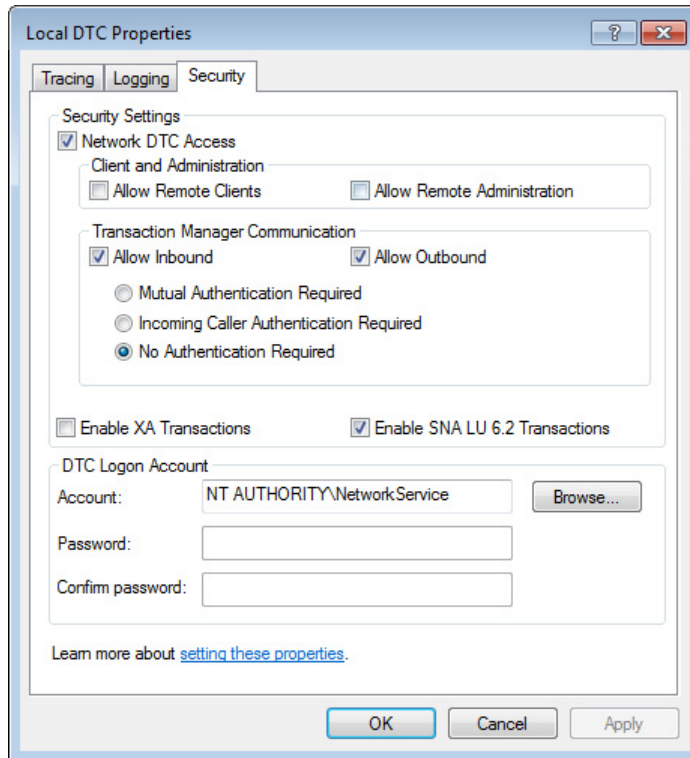 Local DTC Properties
Tracing Logging Security
Security Settings
Network DTC Access
Client and Administration
Allow Remote Clients Allow Remote Administration
Transaction Manager Communication
Allow Inbound Allow Outbound
Mutual Authentication Required
Incoming Caller Authentication Required
No Authentication Required
Enable XA Transactions Enable SNA LU 6.2 Transactions
DTC Logon Account
Account: NT AUTHORITY\NetworkService Browse...
Password:
Confirm password:
Learn more about setting these properties.
OK Cancel Apply